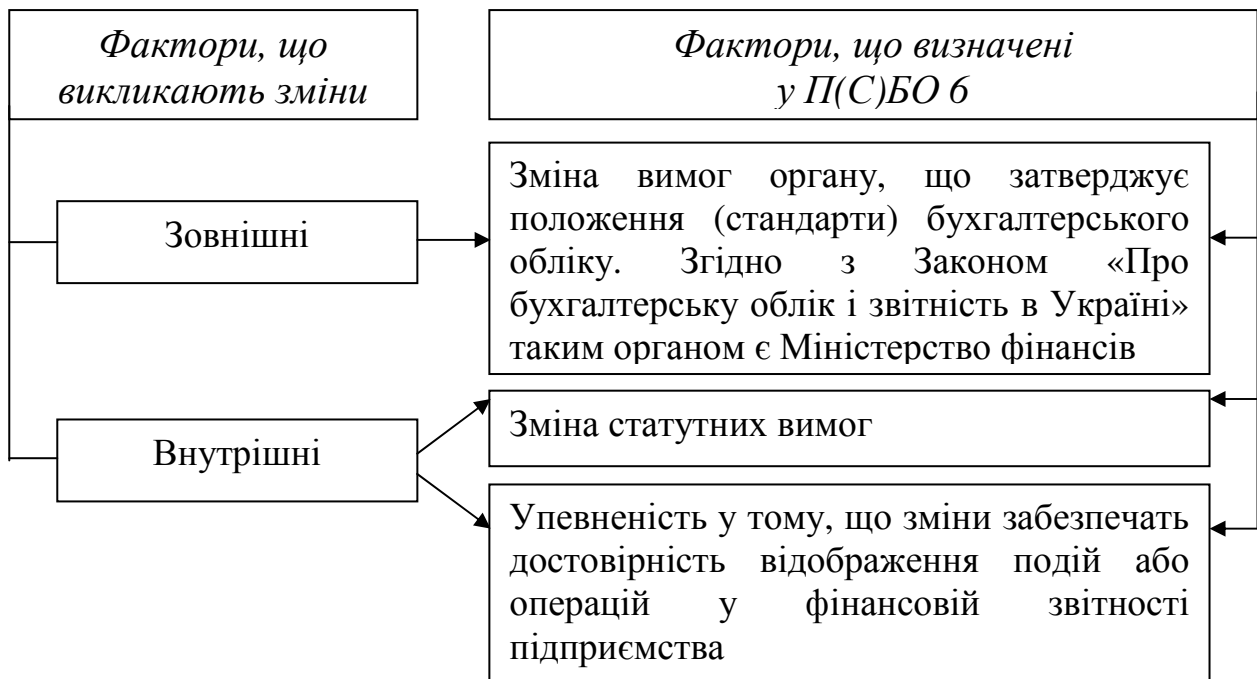 Фактори, що
викликають зміни
Фактори, що визначені
у П(С)БО 6
Зовнішні
Зміна вимог органу, що затверджує
положення (стандарти) бухгалтерського
обліку. Згідно з Законом «Про
бухгалтерську облік і звітність в Україні»
таким органом є Міністерство фінансів
Внутрішні
Зміна статутних вимог
Упевненість у тому, що зміни забезпечать
достовірність відображення подій або
операцій у фінансовій звітності
підприємства